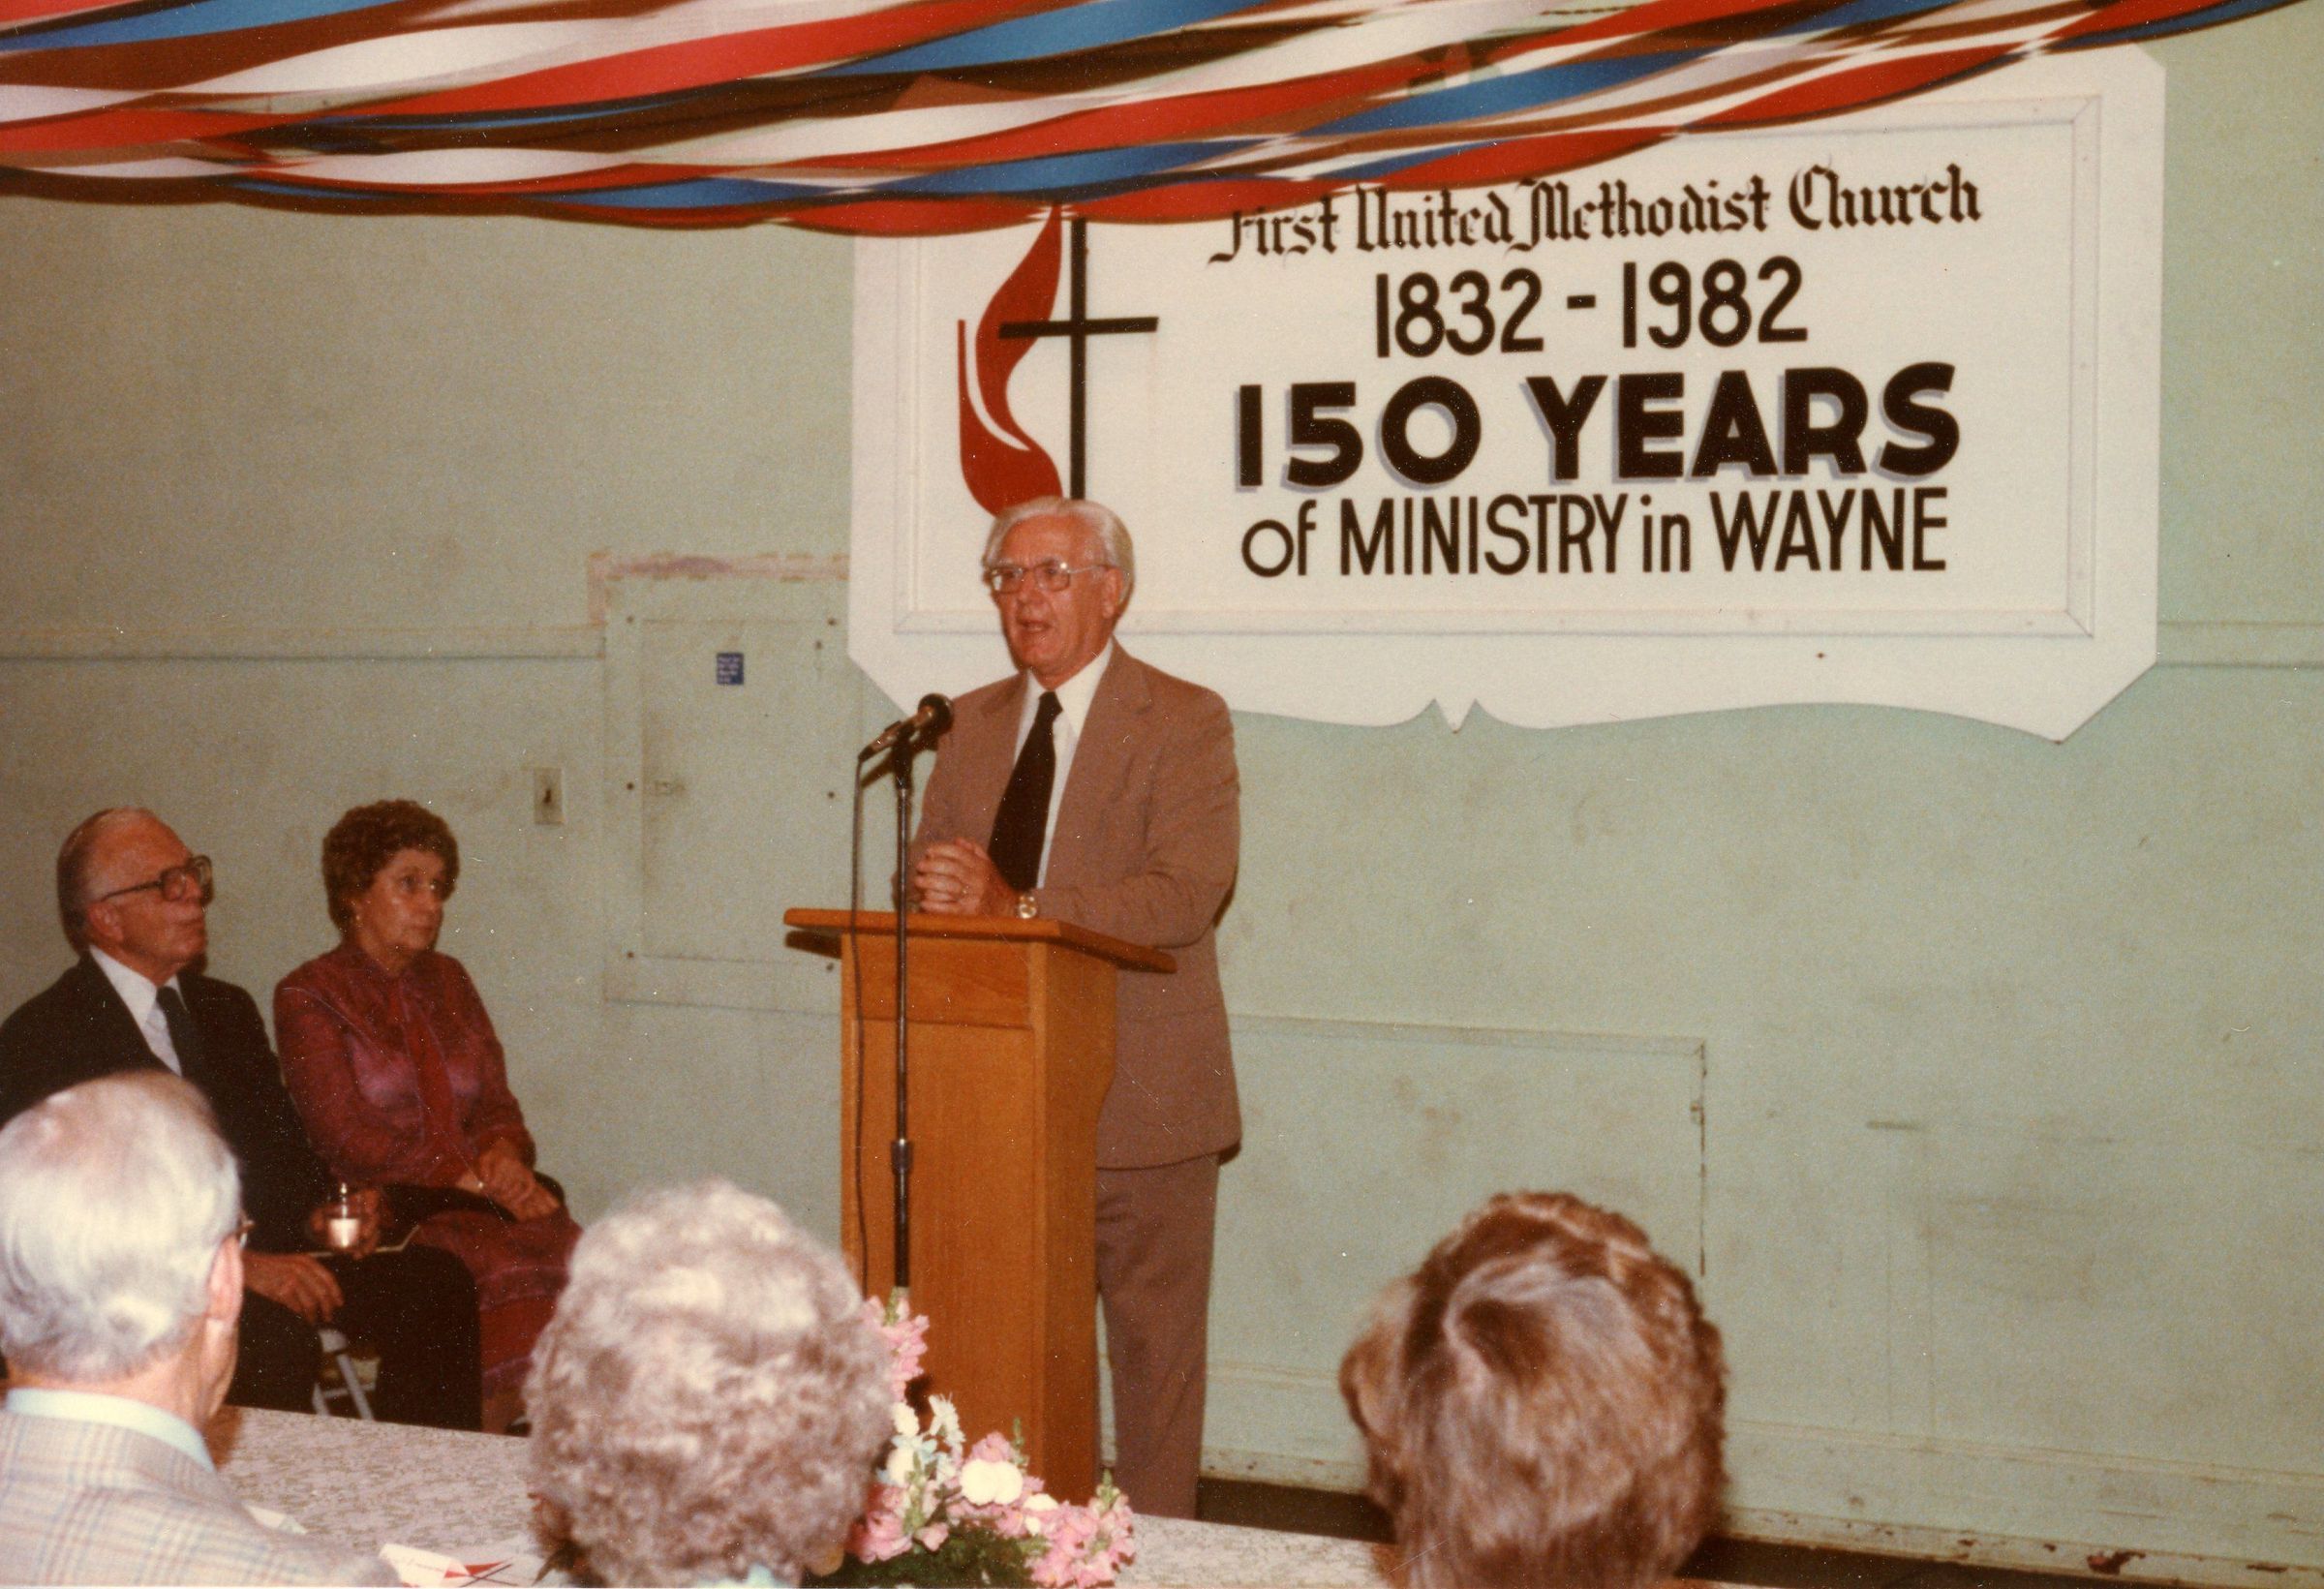 First United Methodist Church
1832 - 1982
150 YEARS
of MINISTRY in WAYNE